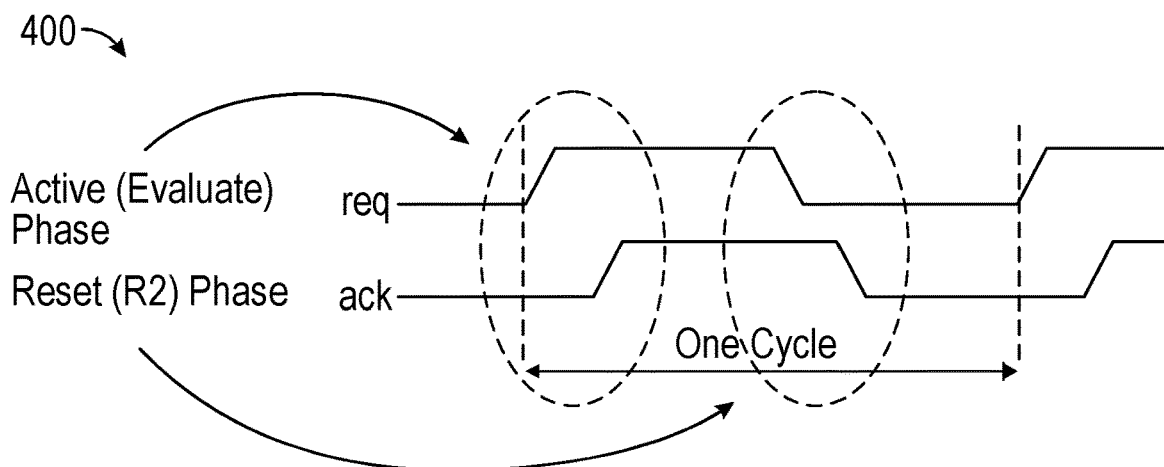 400
Active (Evaluate)
Phase
req
Reset (R2) Phase
ack
One Cycle